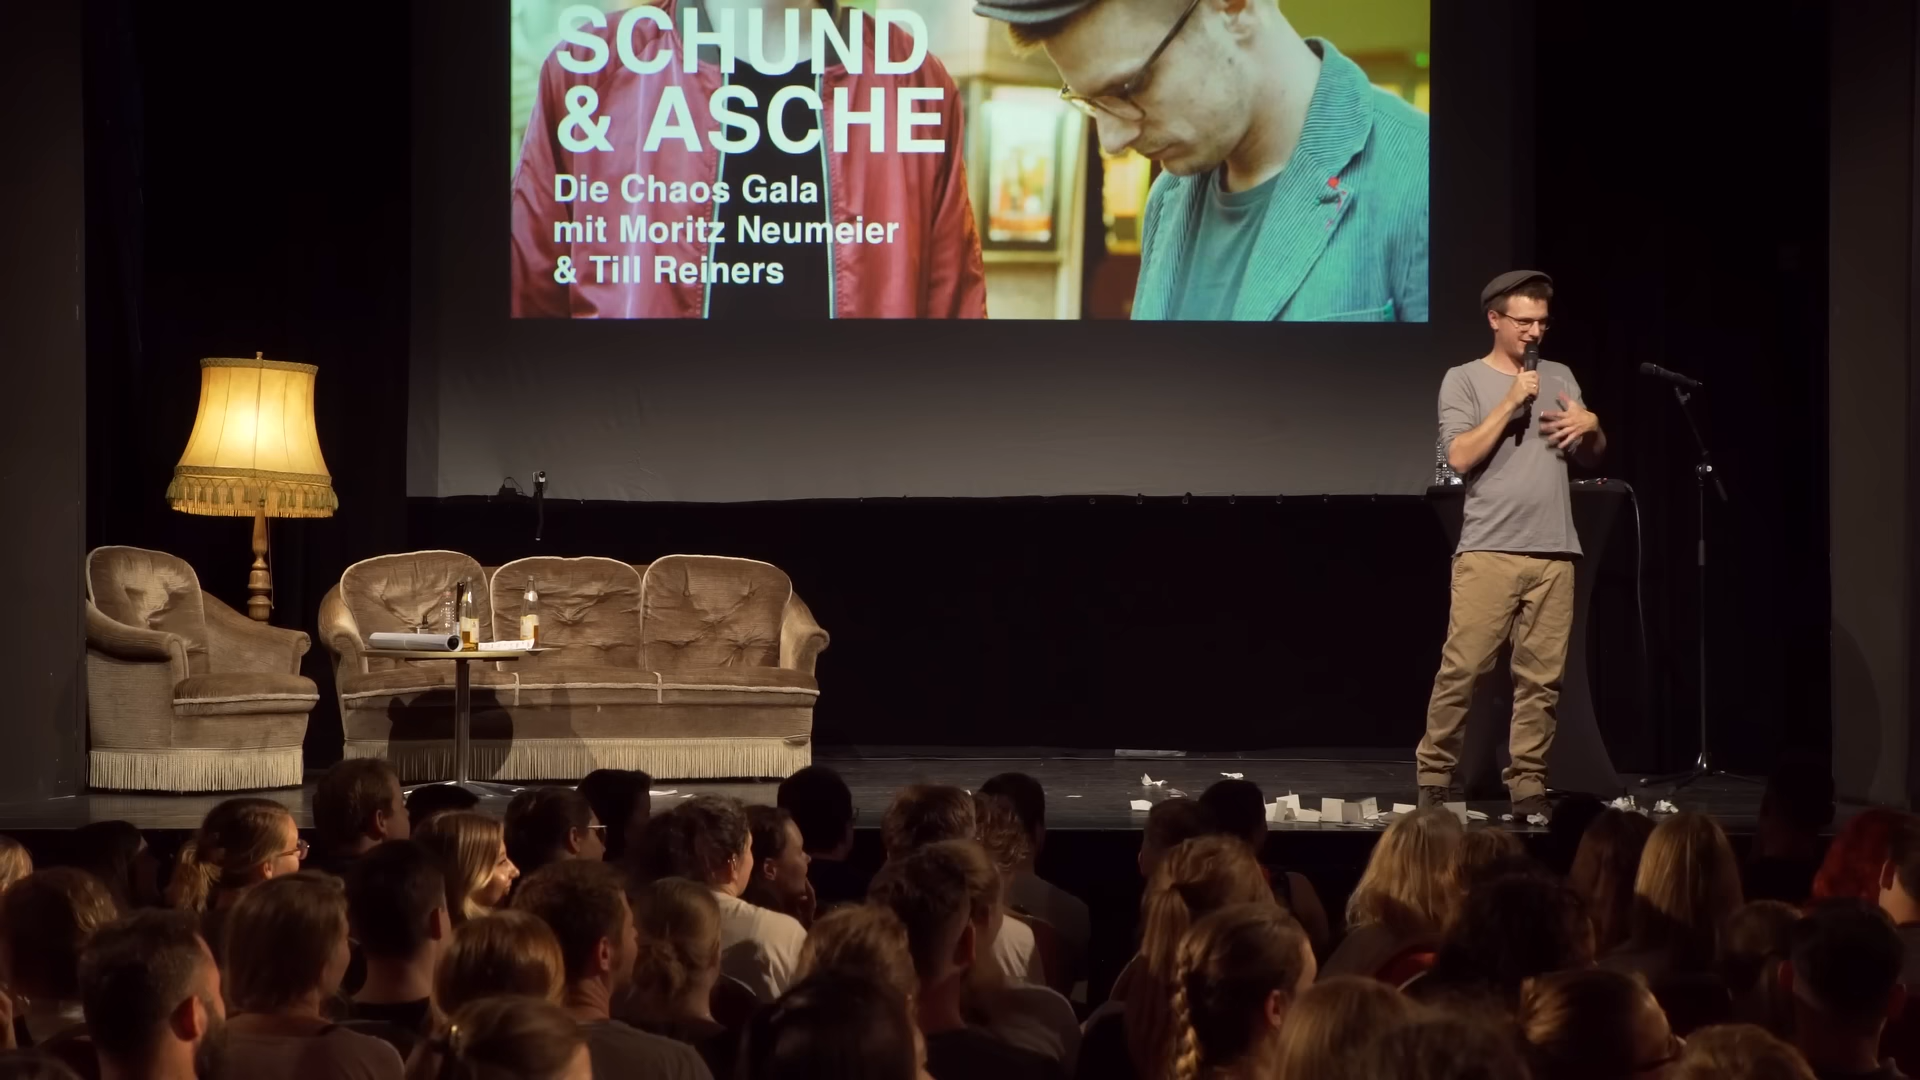 SCHUND
& ASCHE
Die Chaos Gala
mit Moritz Neumeier
& Till Reiners